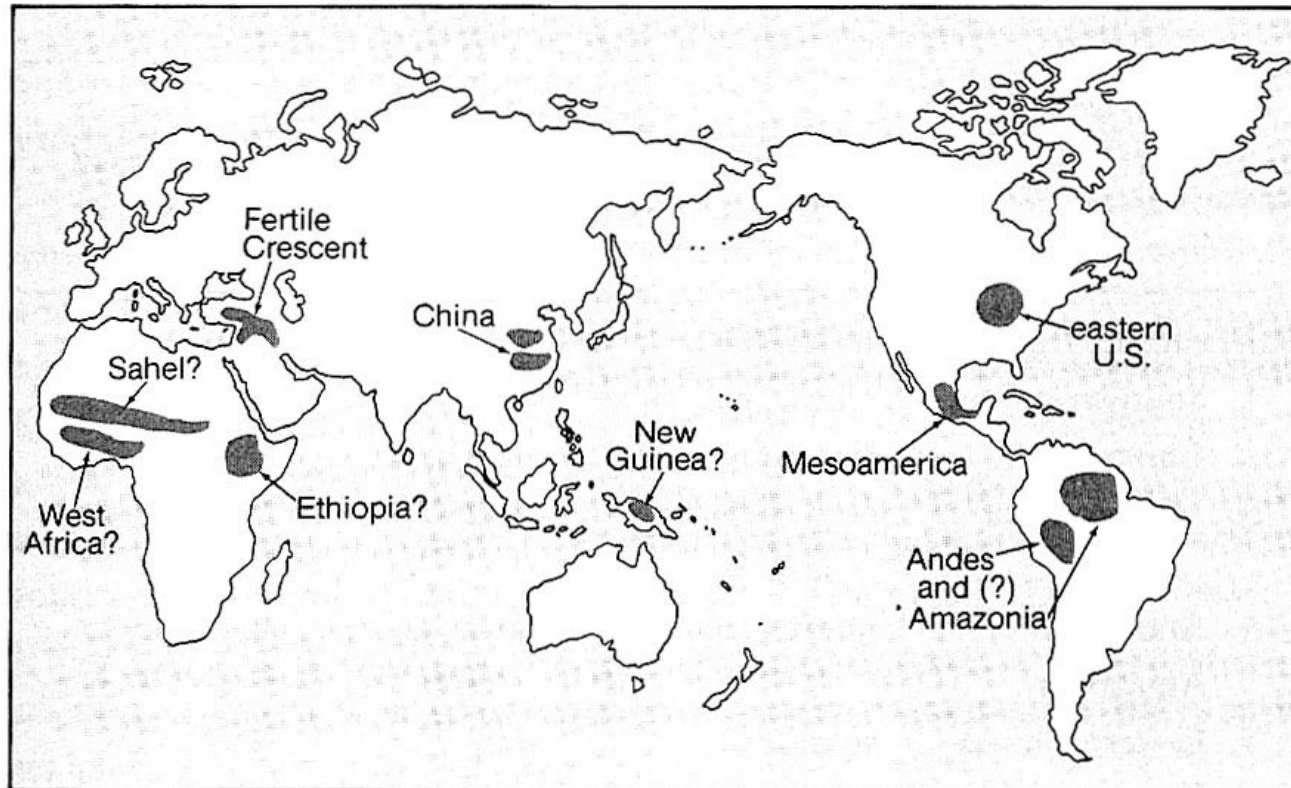 Fertile
Crescent
China
Sahel?
eastern
U.S.
New
Guinea?
Mesoamerica
West
Africa?
Ethiopia?
Andes
and (?)
Amazonia